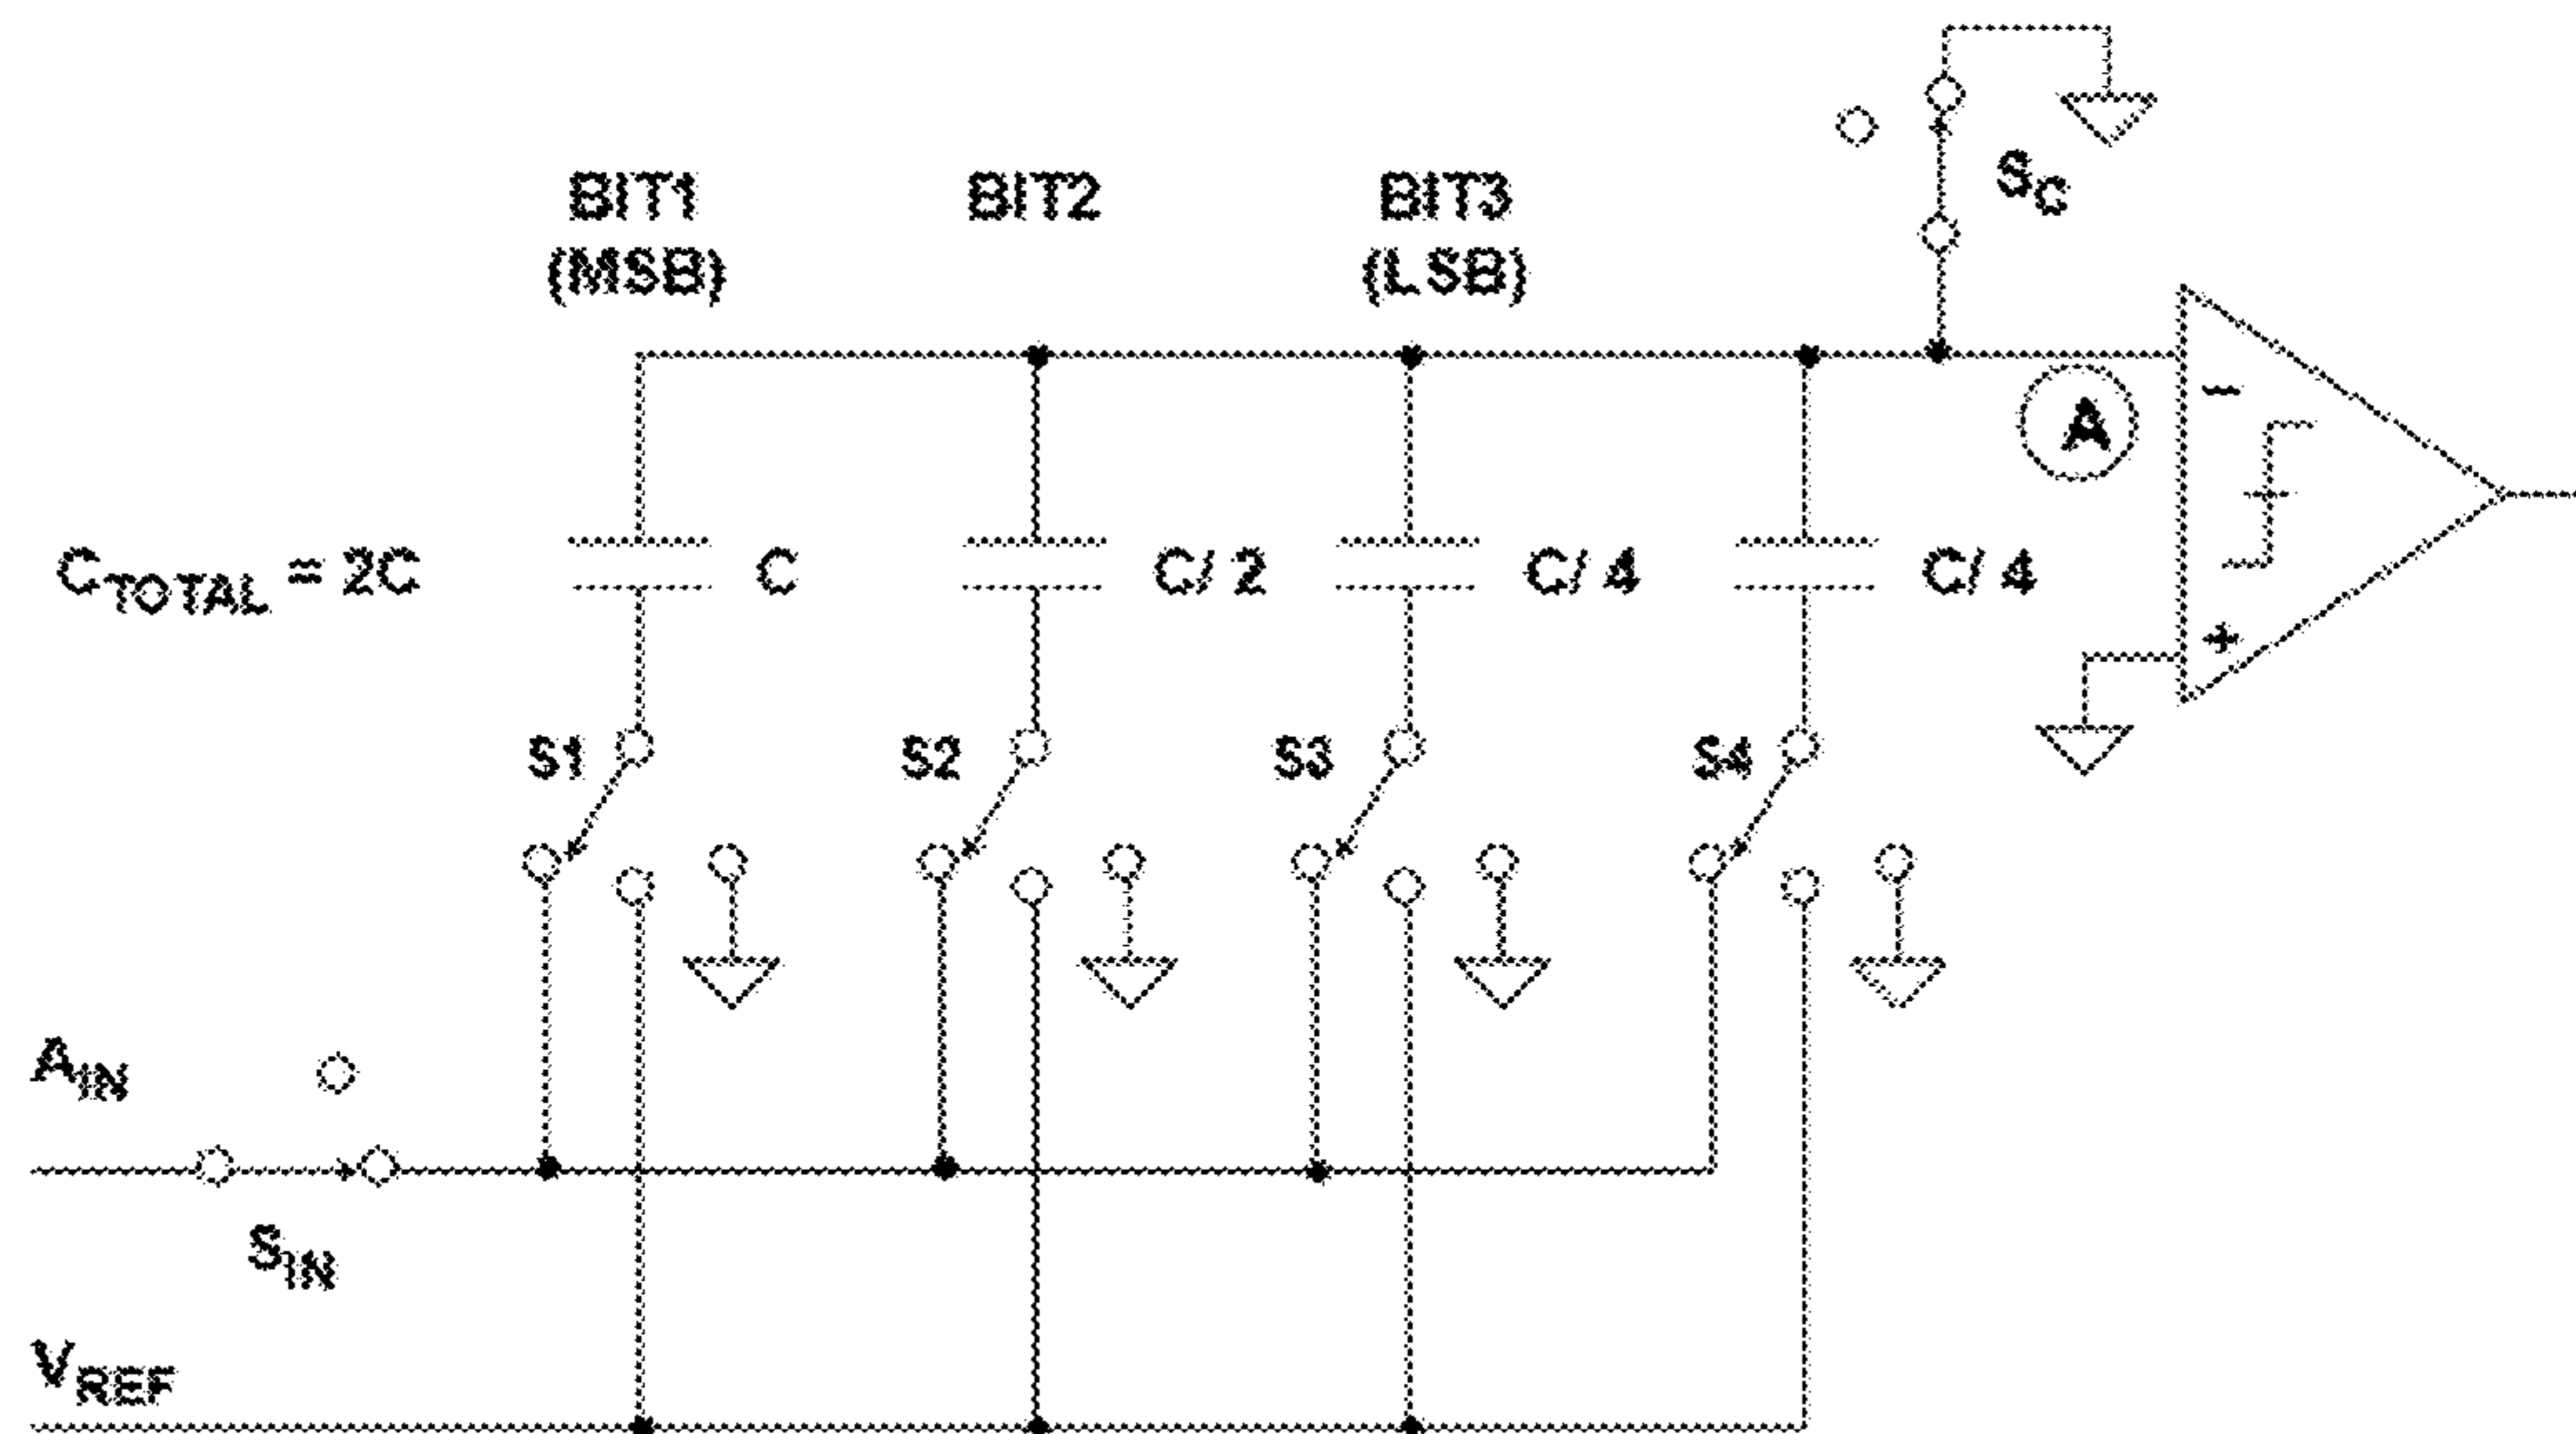 BIT1
(MSB)
BIT2
BIT3
(LSB)
SC
A
−
+
CTOTAL = 2C
C
C/ 2
C/ 4
C/ 4
S1
S2
S3
S4
AIN
SIN
VREF